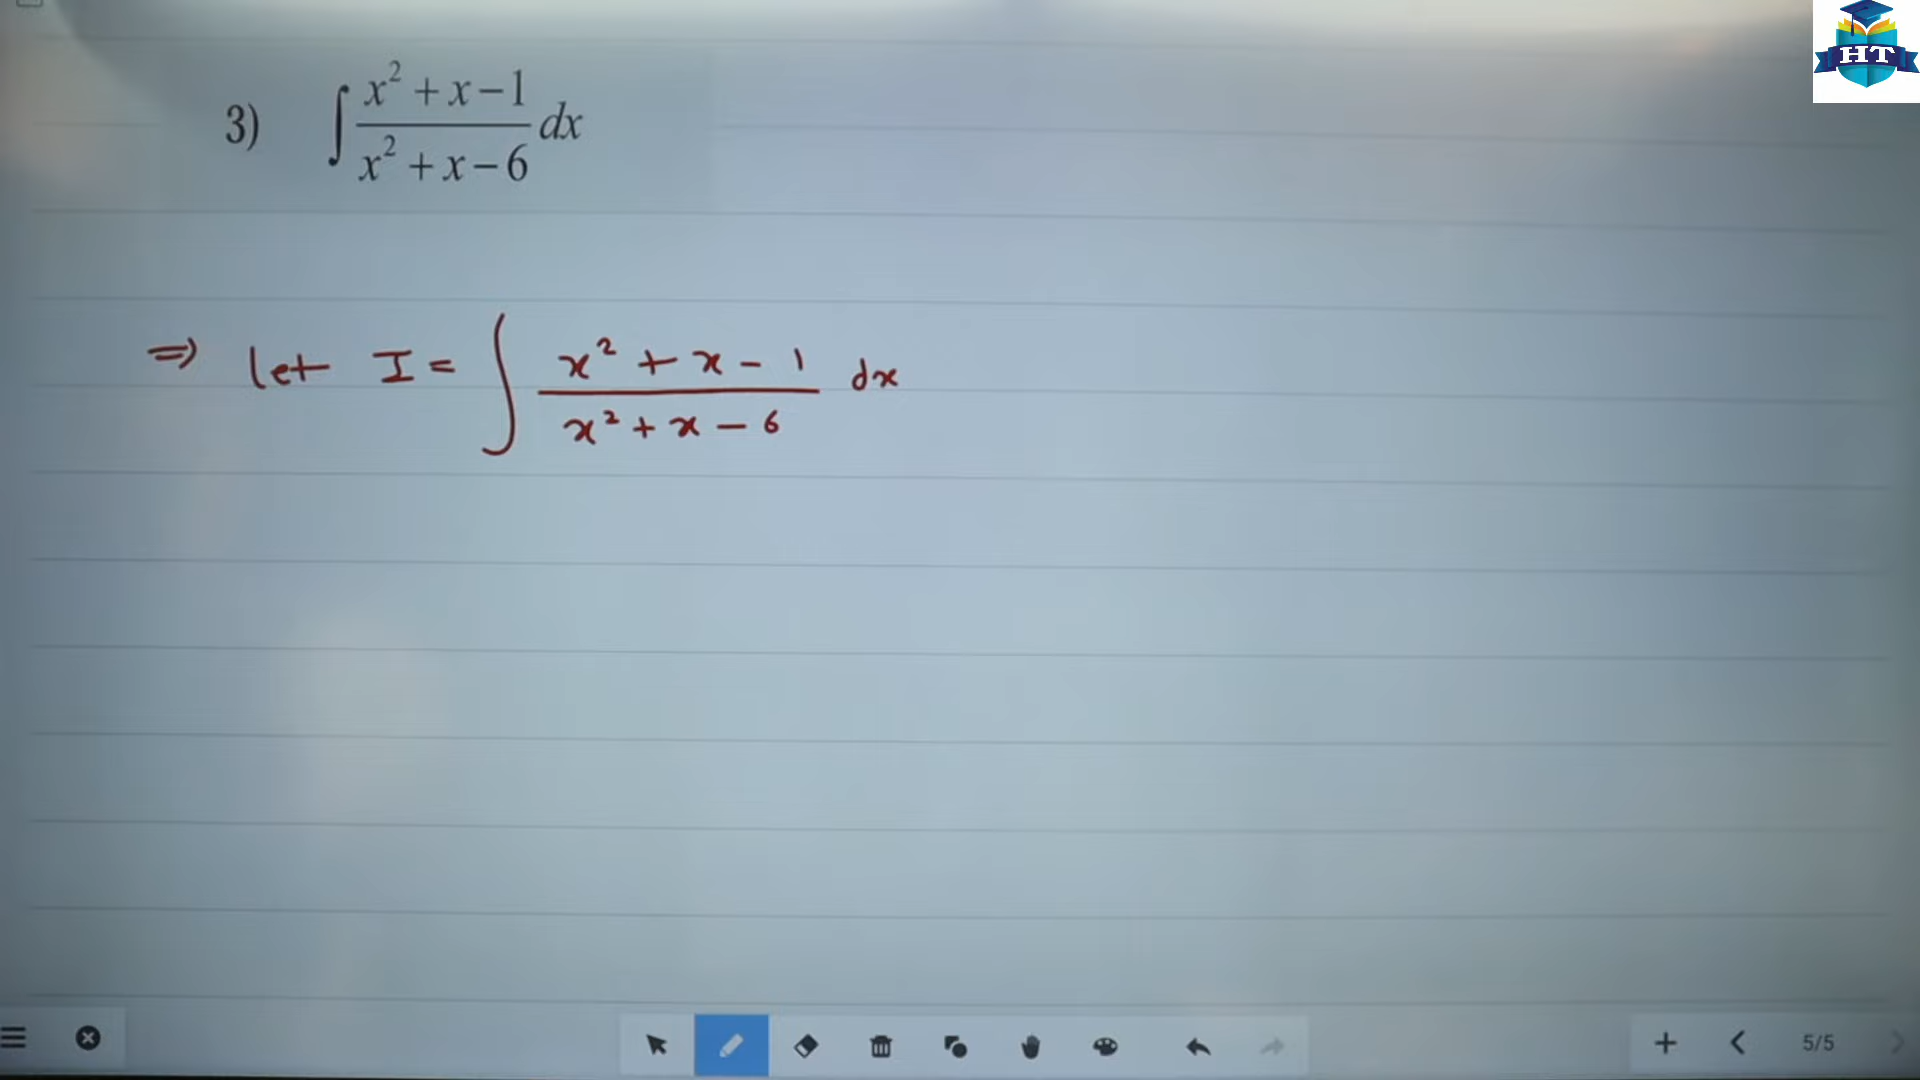 HT
3) ∫ (x² + x − 1)/(x² + x − 6) dx
⇒ let I = ∫ (x² + x − 1)/(x² + x − 6) dx
5/5